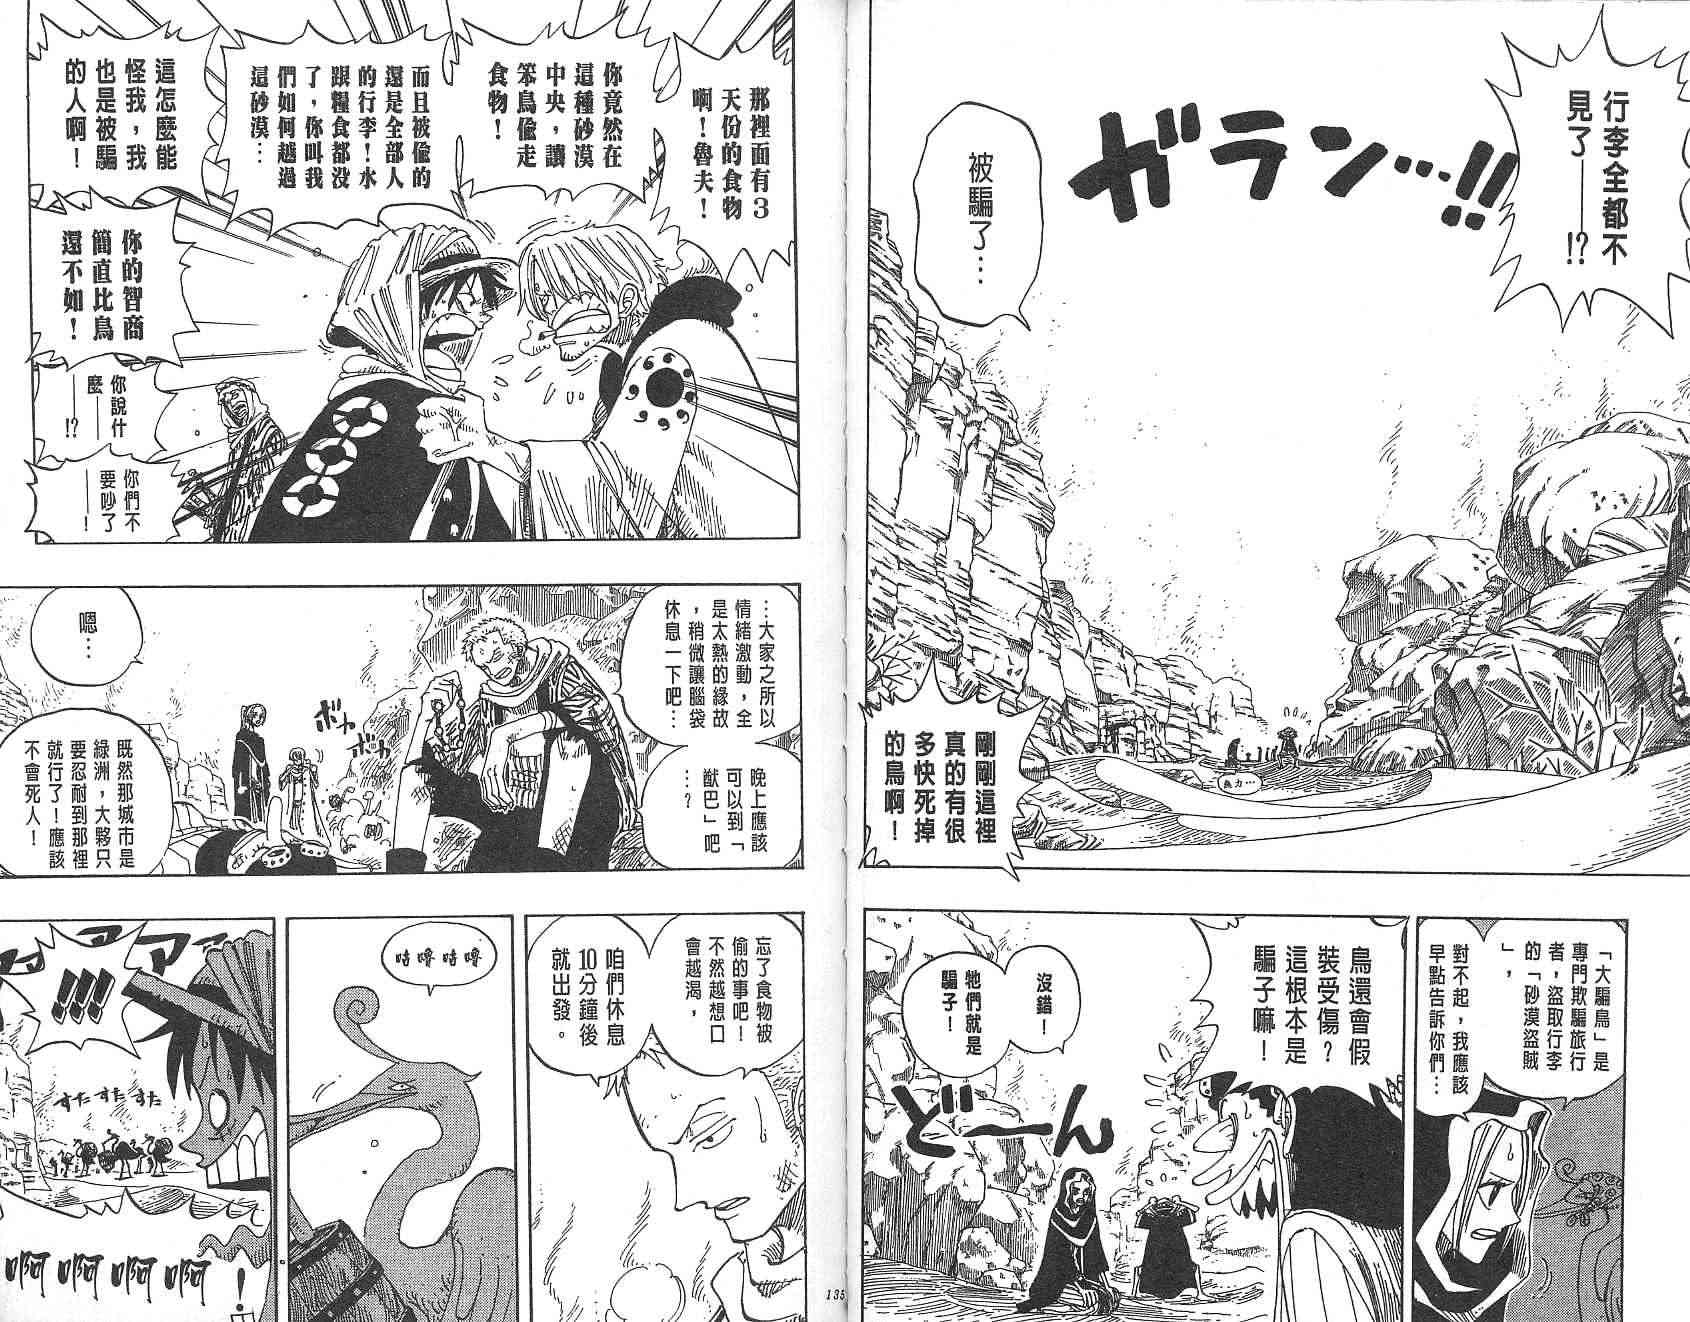 行李全都不
見了——!?
ガラン…!!
被騙了…
剛剛這裡
真的有很
多快死掉
的鳥啊！
無力…
「大騙鳥」是
專門欺騙旅行
者，盜取行李
的「砂漠盜賊
」，
對不起，我應該
早點告訴你們…
鳥還會假
裝受傷？
這根本是
騙子嘛！
沒錯！
牠們就是
騙子！
どーん
那裡面有3
天份的食物
啊！魯夫！
你竟然在
這種砂漠
中央，讓
笨鳥偷走
食物！
而且被偷的
還是全部人
的行李！水
跟糧食都没
了，你叫我
們如何越過
這砂漠…
這怎麼能
怪我，我
也是被騙
的人啊！
你的智商
簡直比鳥
還不如！
你說什
麼——
——!?
你們不
要吵了
——！
…大家之所以
情緒激動，全
是太熱的緣故
，稍微讓腦袋
休息一下吧…
晚上應該
可以到「
猷巴」吧
…？
ボカ
ボカ
嗯…
既然那城市是
綠洲，大夥只
要忍耐到那裡
就行了！應該
不會死人！
忘了食物被
偷的事吧！
不然越想口
會越渴，
咱們休息
10分鐘後
就出發。
咕嚕咕嚕
!!!
すたすたすた
啊啊啊啊！
135